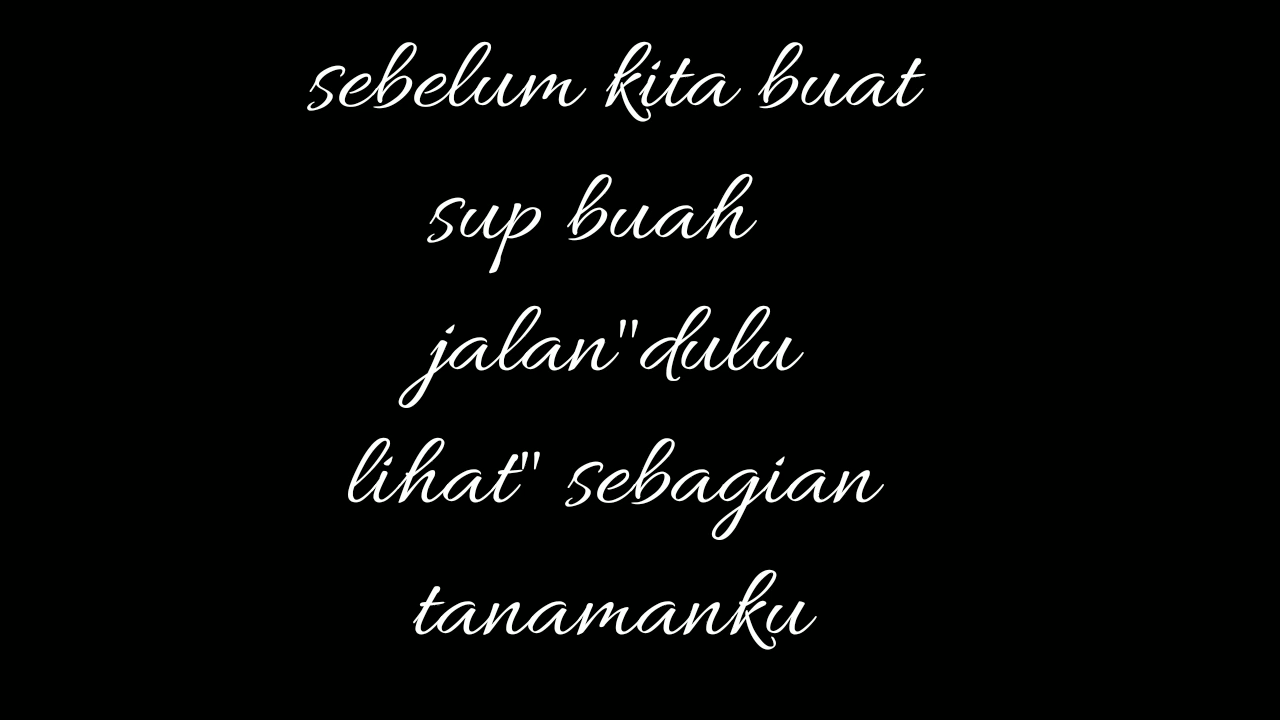 sebelum kita buat
sup buah
jalan"dulu
lihat" sebagian
tanamanku